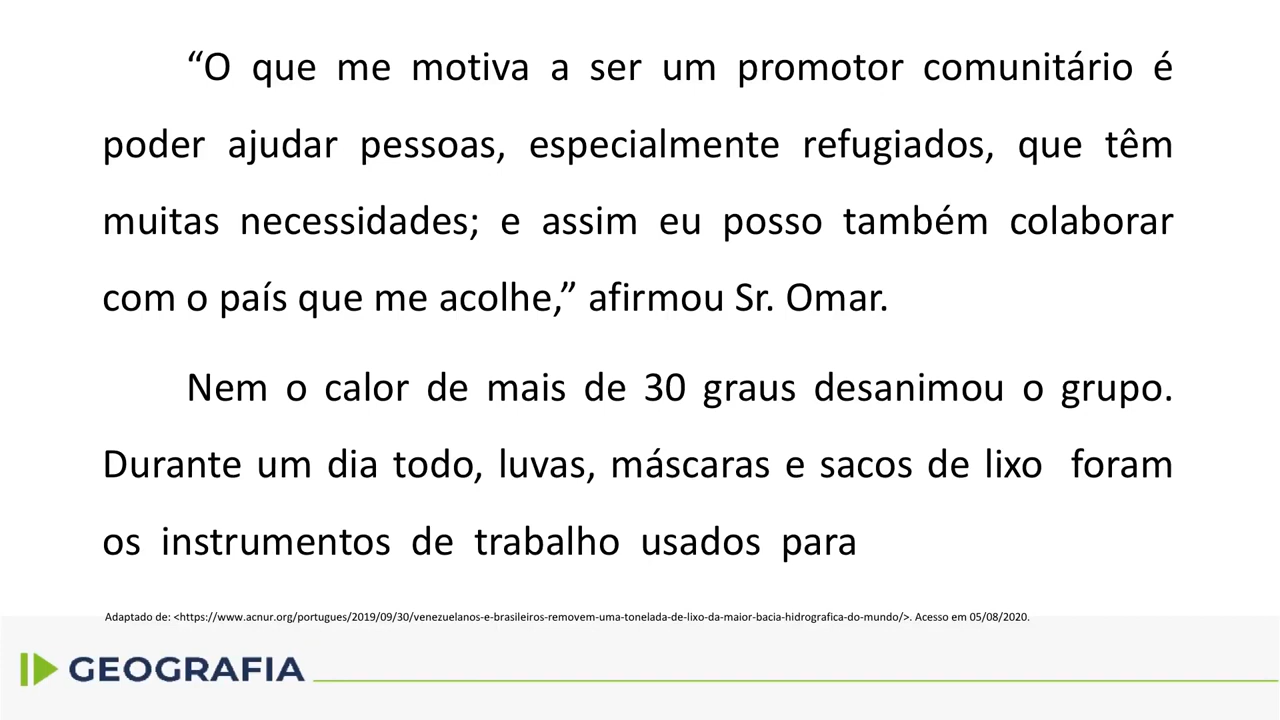 “O que me motiva a ser um promotor comunitário é
poder ajudar pessoas, especialmente refugiados, que têm
muitas necessidades; e assim eu posso também colaborar
com o país que me acolhe,” afirmou Sr. Omar.
Nem o calor de mais de 30 graus desanimou o grupo.
Durante um dia todo, luvas, máscaras e sacos de lixo foram
os instrumentos de trabalho usados para
Adaptado de: <https://www.acnur.org/portugues/2019/09/30/venezuelanos-e-brasileiros-removem-uma-tonelada-de-lixo-da-maior-bacia-hidrografica-do-mundo/>. Acesso em 05/08/2020.
GEOGRAFIA